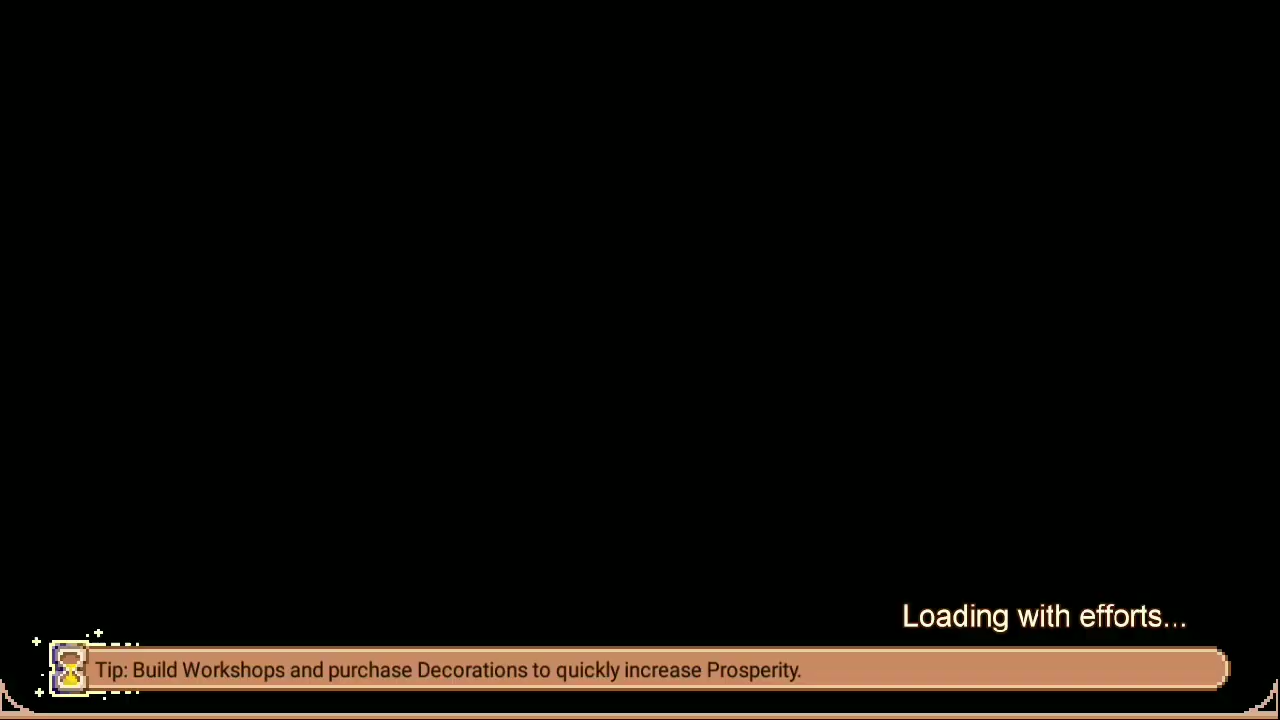 Loading with efforts...
Tip: Build Workshops and purchase Decorations to quickly increase Prosperity.